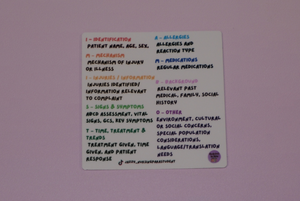 I - IDENTIFICATION
PATIENT NAME, AGE, SEX,
M - MECHANISM
MECHANISM OF INJURY
OR ILLNESS
I - INJURIES / INFORMATION
INJURIES IDENTIFIED/
INFORMATION RELEVANT
TO COMPLAINT
S - SIGNS & SYMPTOMS
ABCD ASSESSMENT, VITAL
SIGNS, GCS, KEY SYMPTOMS
T - TIME, TREATMENT &
TRENDS
TREATMENT GIVEN, TIME
GIVEN, AND PATIENT
RESPONSE
A - ALLERGIES
ALLERGIES AND
REACTION TYPE
M - MEDICATIONS
REGULAR MEDICATIONS
B - BACKGROUND
RELEVANT PAST
MEDICAL, FAMILY, SOCIAL
HISTORY
O - OTHER
ENVIRONMENT, CULTURAL
OR SOCIAL CONCERNS,
SPECIAL POPULATION
CONSIDERATIONS,
LANGUAGE/TRANSLATION
NEEDS